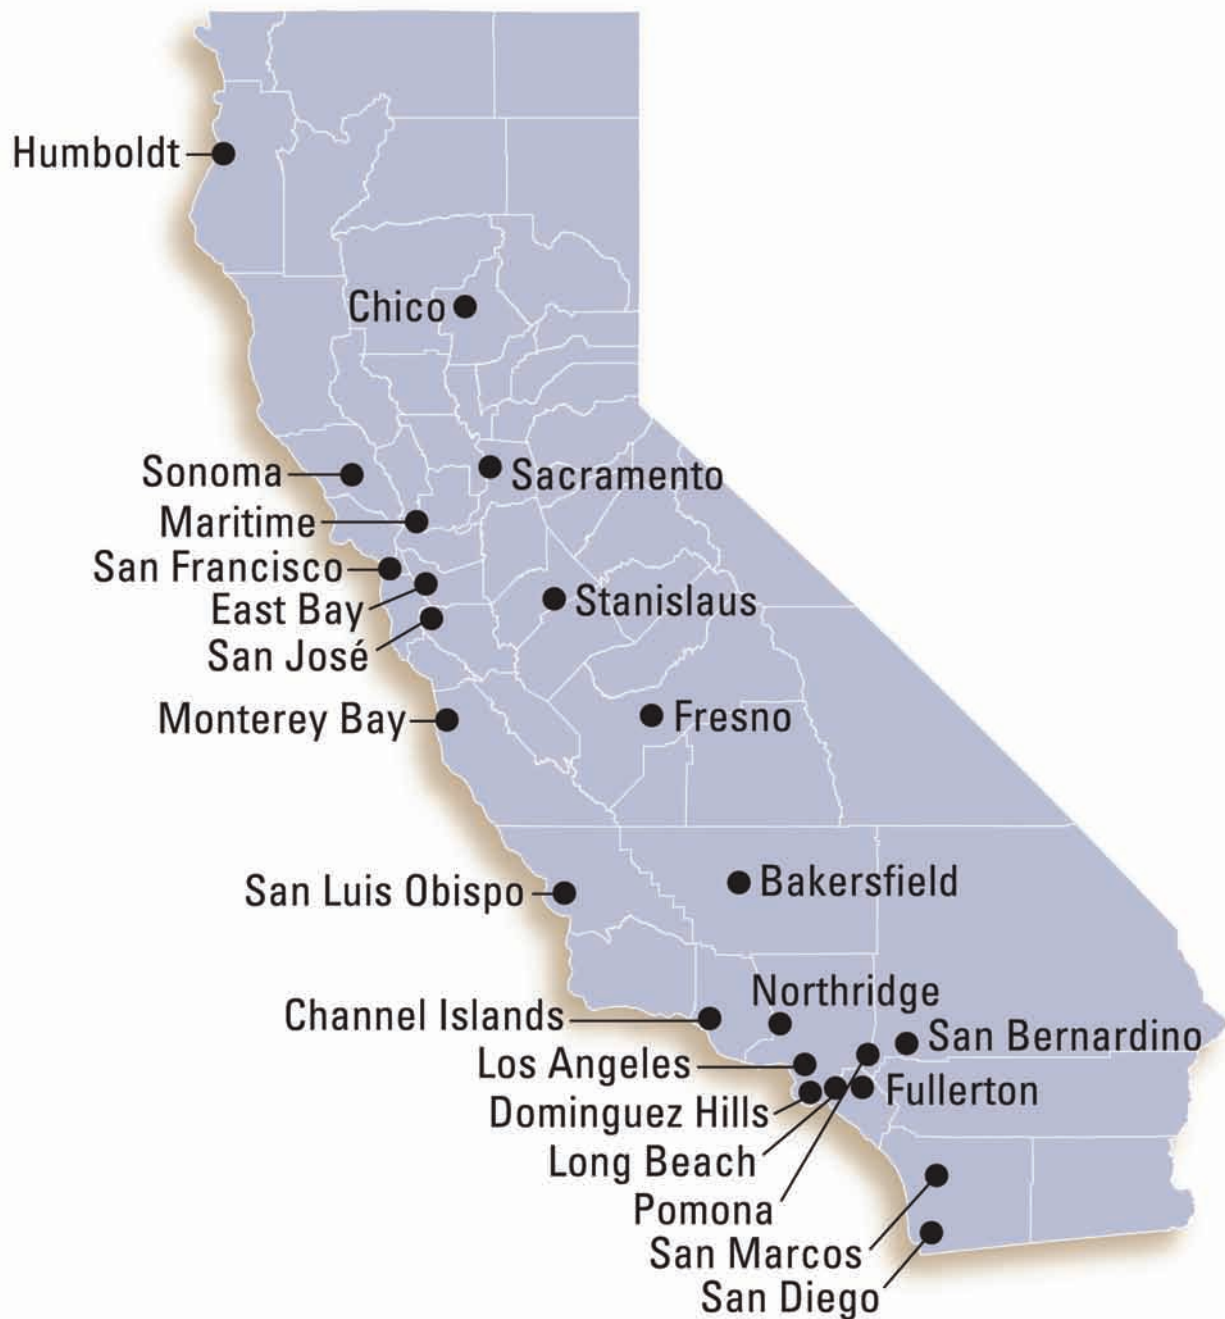 Humboldt
Chico
Sonoma
Sacramento
Maritime
San Francisco
East Bay
Stanislaus
San José
Monterey Bay
Fresno
San Luis Obispo
Bakersfield
Northridge
Channel Islands
San Bernardino
Los Angeles
Fullerton
Dominguez Hills
Long Beach
Pomona
San Marcos
San Diego